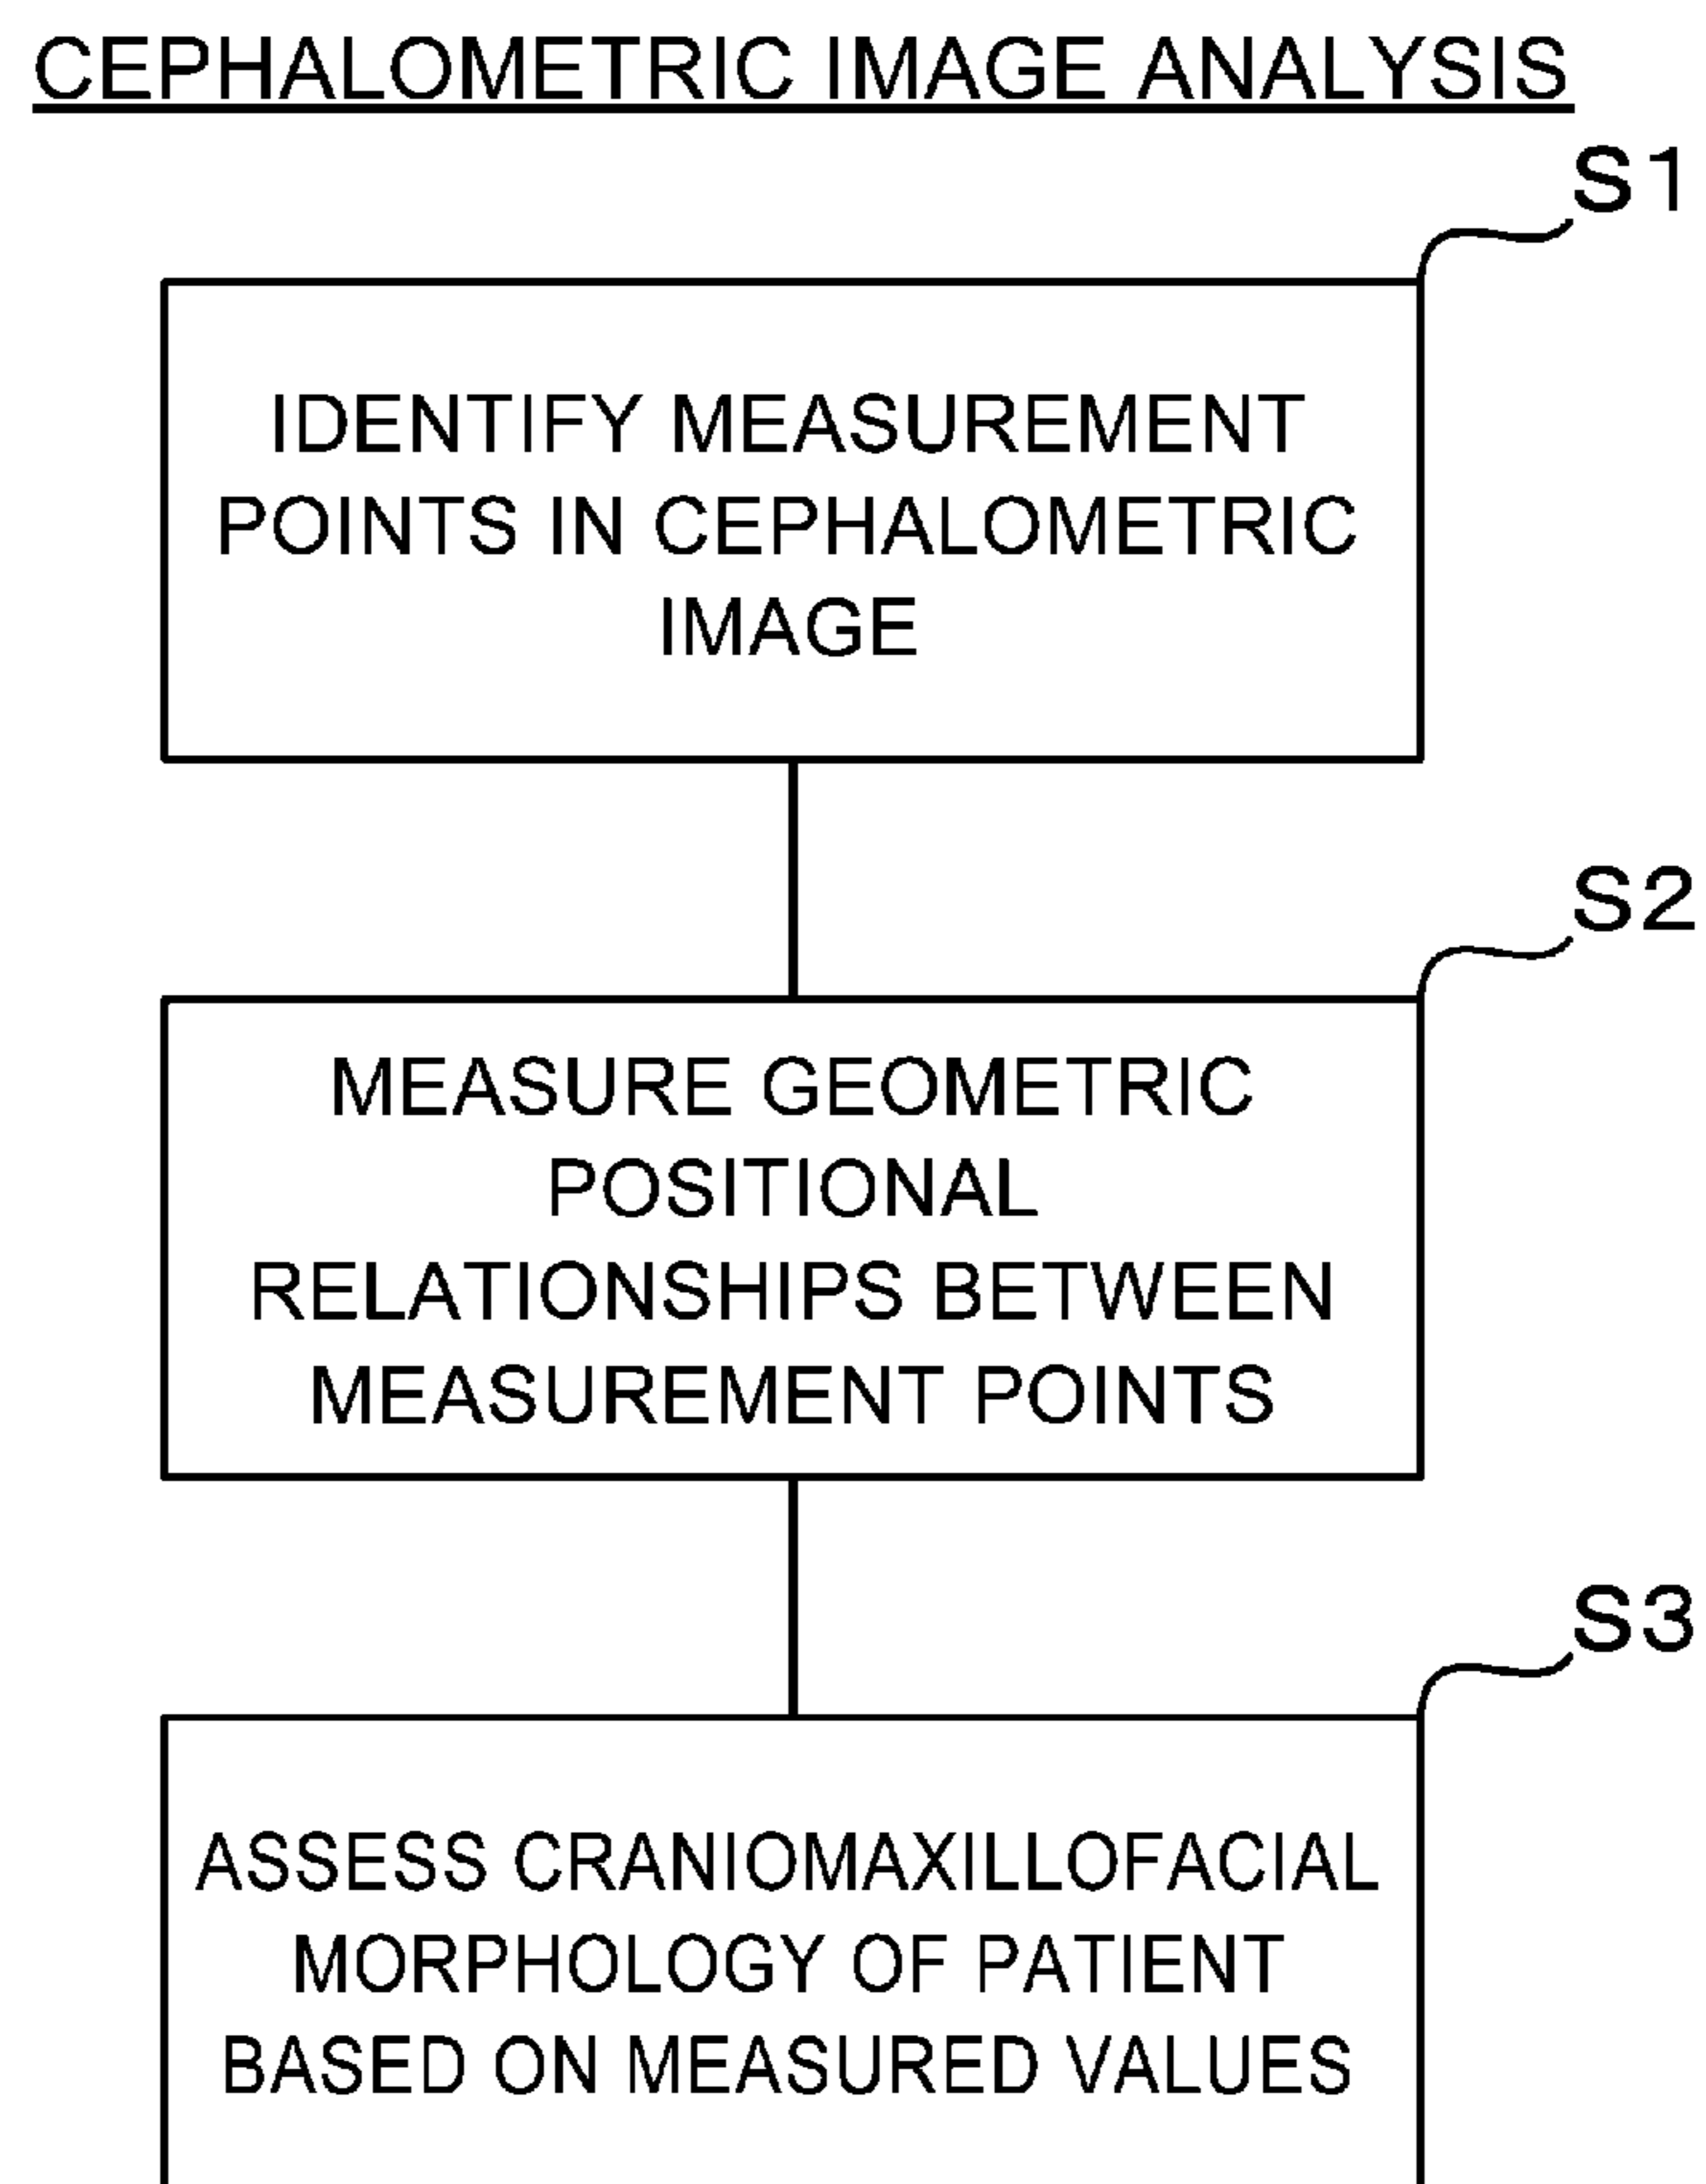 CEPHALOMETRIC IMAGE ANALYSIS
S1
IDENTIFY MEASUREMENT
POINTS IN CEPHALOMETRIC
IMAGE
S2
MEASURE GEOMETRIC
POSITIONAL
RELATIONSHIPS BETWEEN
MEASUREMENT POINTS
S3
ASSESS CRANIOMAXILLOFACIAL
MORPHOLOGY OF PATIENT
BASED ON MEASURED VALUES